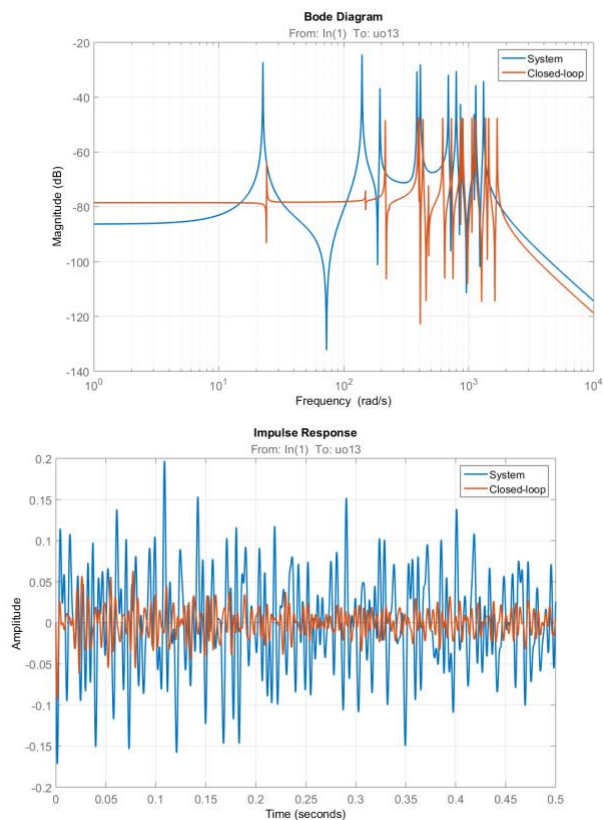 Bode Diagram
From: In(1) To: uo13
System
Closed-loop
Magnitude (dB)
-20
-40
-60
-80
-100
-120
-140
10^0
10^1
10^2
10^3
10^4
Frequency (rad/s)
Impulse Response
From: In(1) To: uo13
System
Closed-loop
Amplitude
0.2
0.15
0.1
0.05
0
-0.05
-0.1
-0.15
-0.2
0 0.05 0.1 0.15 0.2 0.25 0.3 0.35 0.4 0.45 0.5
Time (seconds)